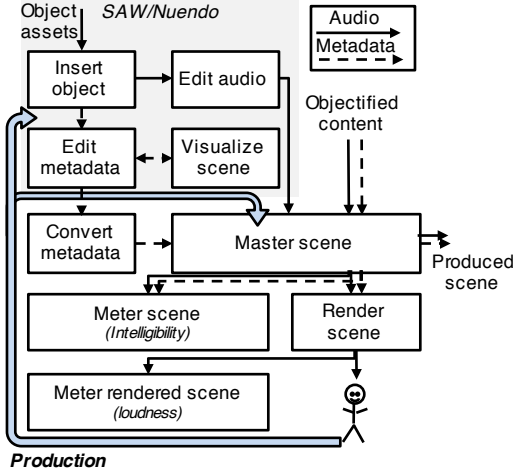 Object
assets
SAW/Nuendo
Audio
Metadata
Insert
object
Edit audio
Objectified
content
Edit
metadata
Visualize
scene
Convert
metadata
Master scene
Produced
scene
Meter scene
(Intelligibility)
Render
scene
Meter rendered scene
(loudness)
Production